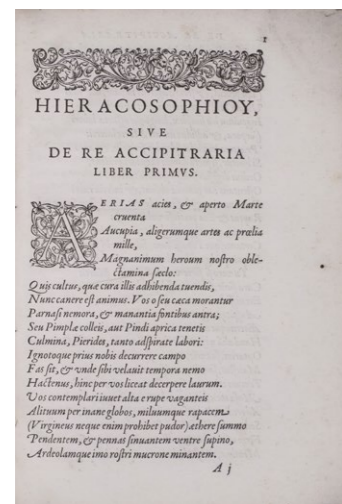 1
HIERACOSOPHIOY,
SIVE
DE RE ACCIPITRARIA
LIBER PRIMVS.
AERIAS acies, & aperto Marte
cruenta
Aucupia, aligerumque artes ac prœlia
mille,
Magnanimum heroum nostro oble-
ctamina sæclo:
Quis cultus, quæ cura illis adhibenda tuendis,
Nunc canere est animus. Vos o seu cæca morantur
Parnasi nemora, & manantia fontibus antra;
Seu Pimplæ colleis, aut Pindi aprica tenetis
Culmina, Pierides, tanto adspirate labori:
Ignotoque prius nobis decurrere campo
Fas sit, & vnde sibi velauit tempora nemo
Hactenus, hinc per vos liceat decerpere laurum.
Vos contemplari iuuet alta e rupe vaganteis
Alituum per inane globos, miluumque rapacem
(Virgineus neque enim prohibet pudor) æthere summo
Pendentem, & pennas sinuantem ventre supino,
Ardeolamque imo rostri mucrone minantem.
A j